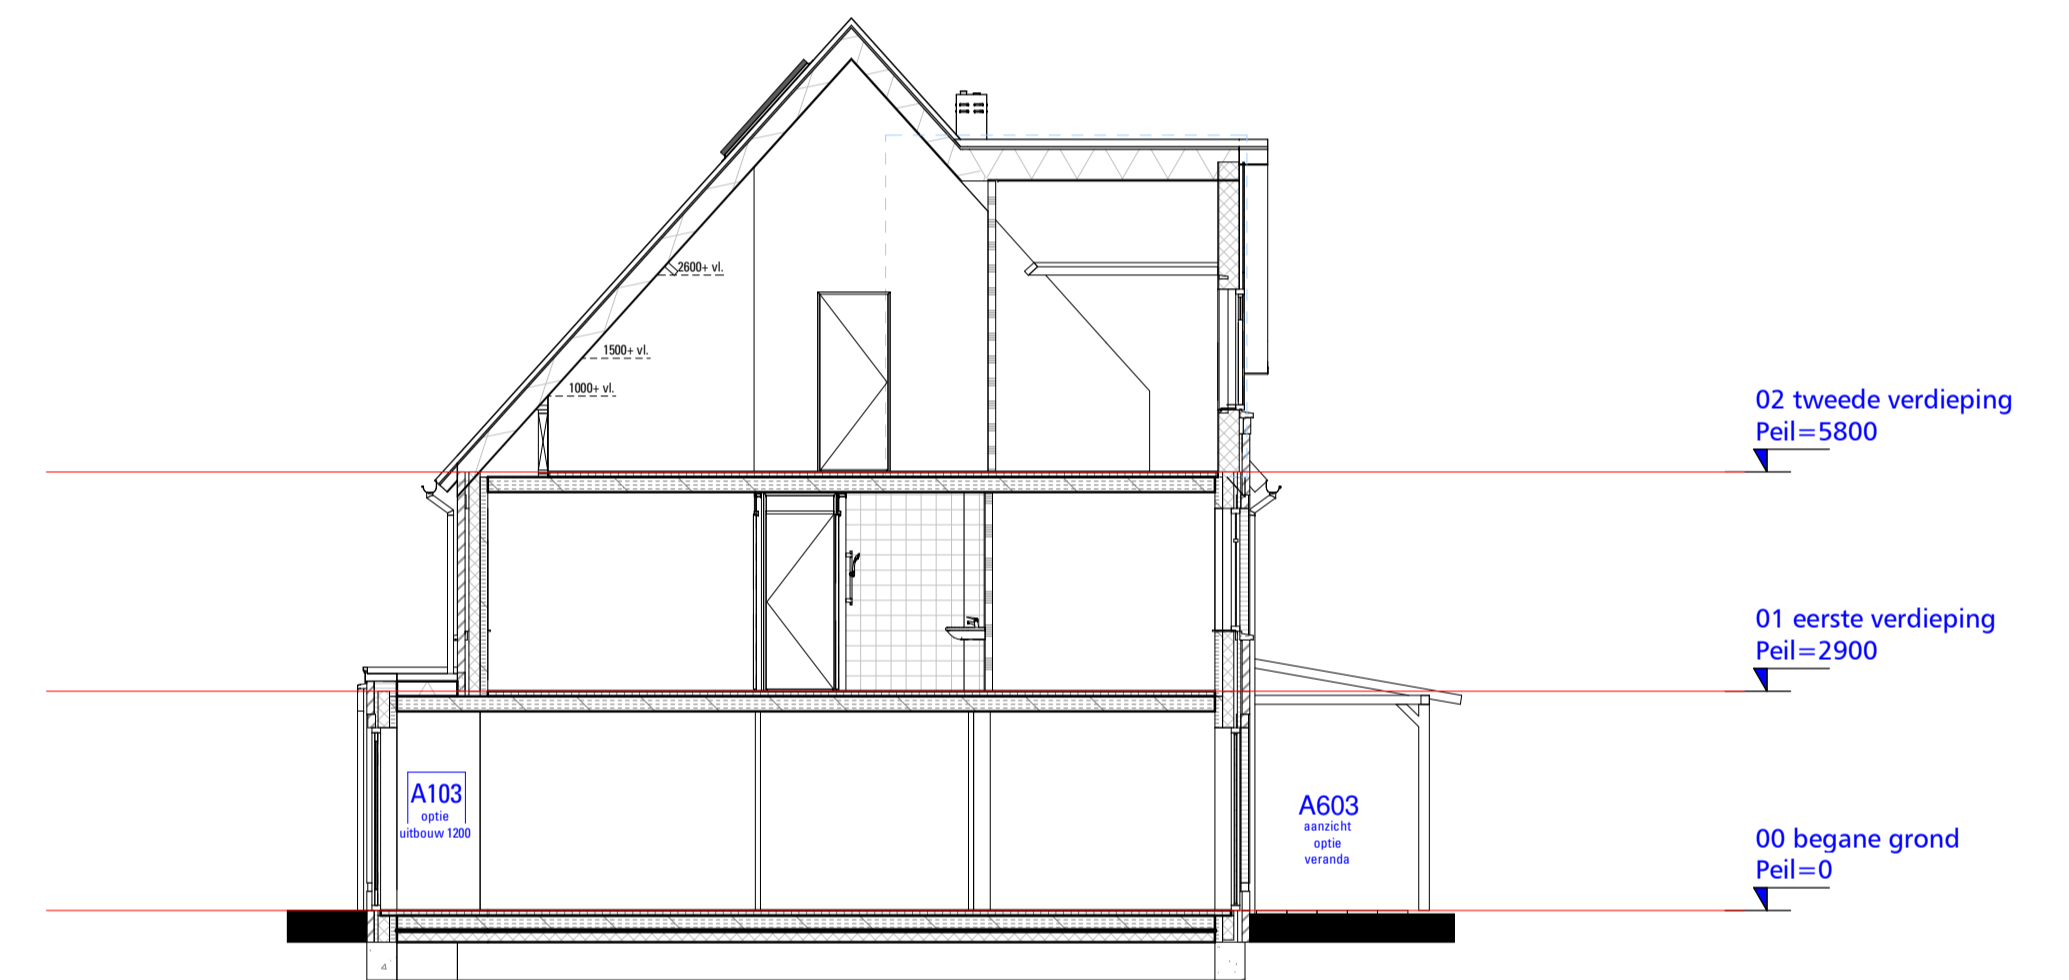 2600+ vl.
1500+ vl.
1000+ vl.
02 tweede verdieping
Peil=5800
01 eerste verdieping
Peil=2900
A103
optie
uitbouw 1200
A603
aanzicht
optie
veranda
00 begane grond
Peil=0